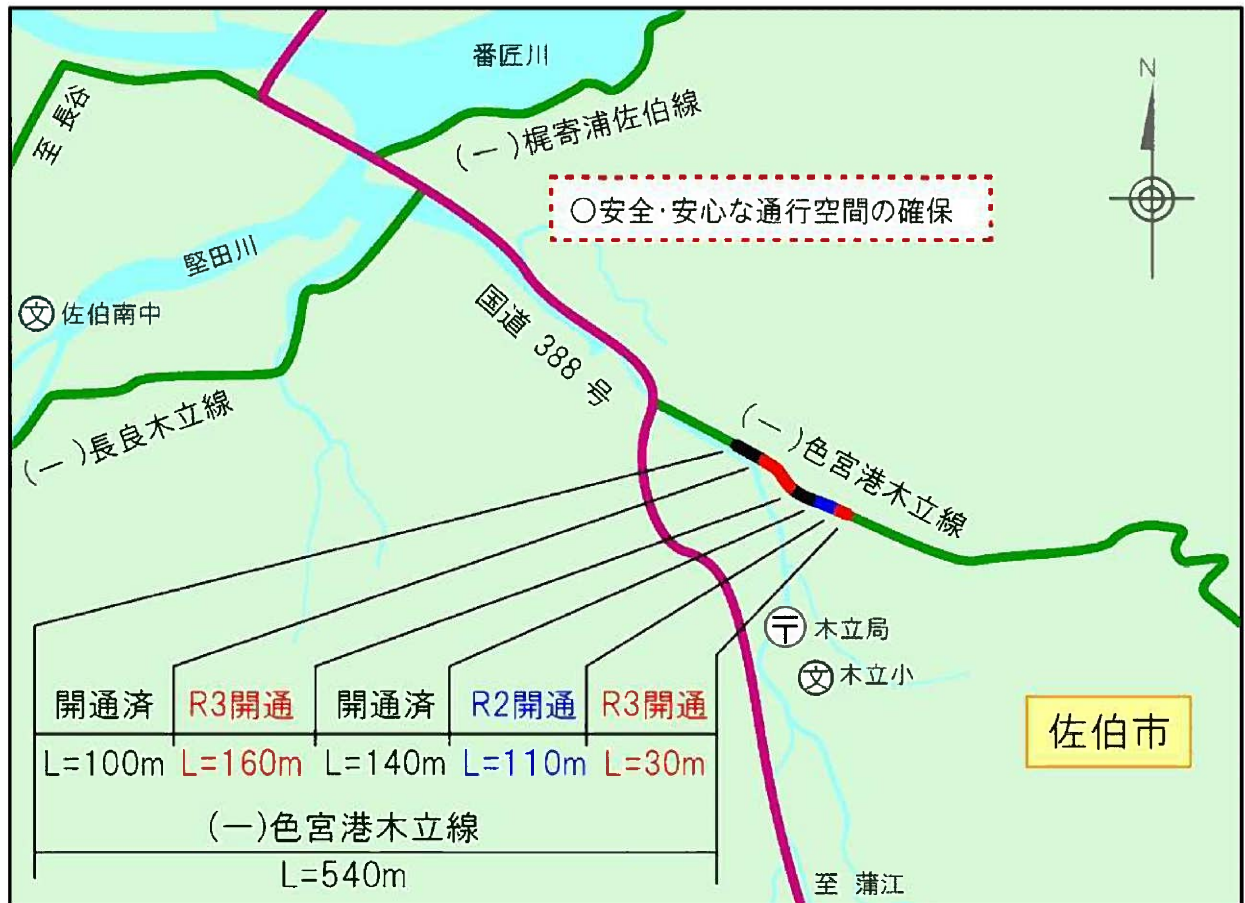 番匠川
N
至 長谷
(一)梶寄浦佐伯線
○安全・安心な通行空間の確保
堅田川
文 佐伯南中
国道 388 号
(一)長良木立線
(一)色宮港木立線
〒 木立局
文 木立小
開通済 R3開通 開通済 R2開通 R3開通
L=100m L=160m L=140m L=110m L=30m
(一)色宮港木立線
L=540m
佐伯市
至 蒲江